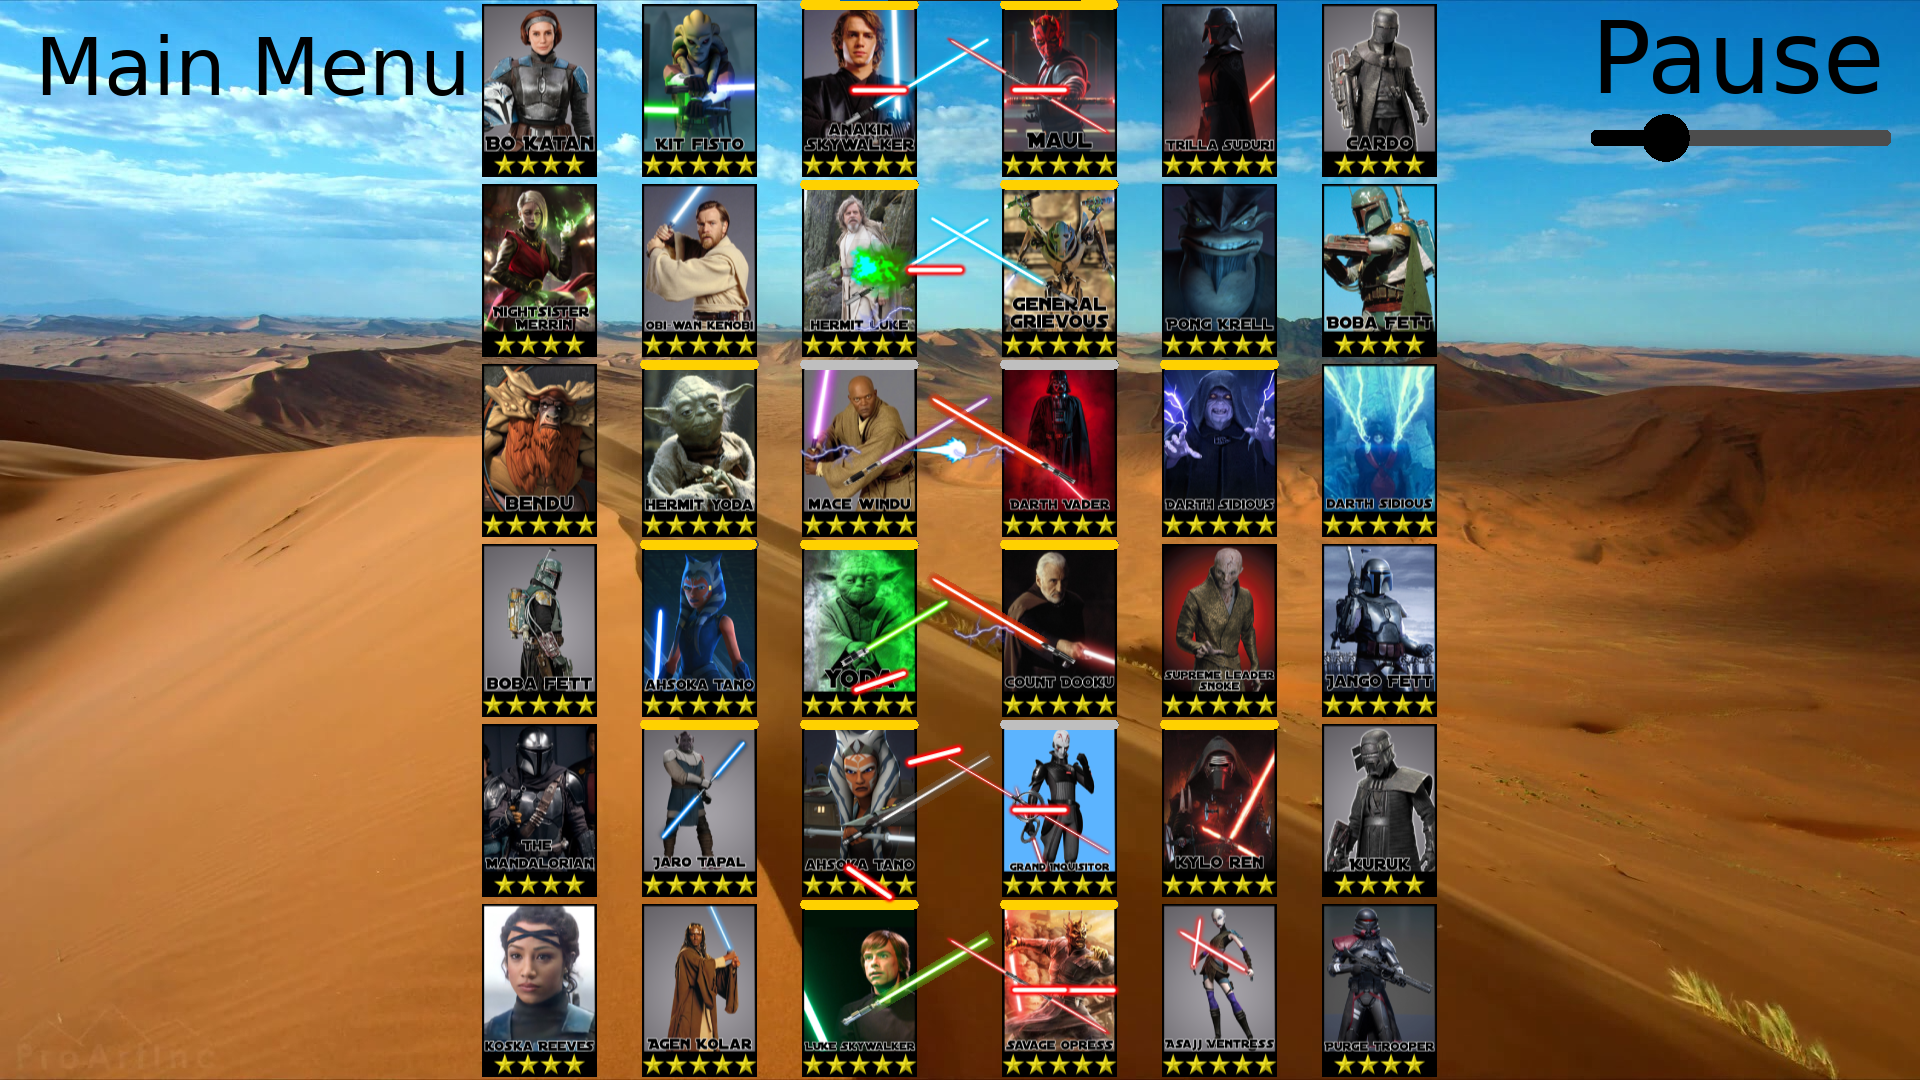 Main Menu
Pause
BO KATAN
KIT FISTO
ANAKIN
SKYWALKER
MAUL
TRILLA SUDURI
CARDO
NIGHTSISTER
MERRIN
OBI WAN KENOBI
HERMIT LUKE
GENERAL
GRIEVOUS
PONG KRELL
BOBA FETT
BENDU
HERMIT YODA
MACE WINDU
DARTH VADER
DARTH SIDIOUS
DARTH SIDIOUS
BOBA FETT
AHSOKA TANO
YODA
COUNT DOOKU
SUPREME LEADER
SNOKE
JANGO FETT
THE
MANDALORIAN
JARO TAPAL
AHSOKA TANO
GRAND INQUISITOR
KYLO REN
KURUK
KOSKA REEVES
AGEN KOLAR
LUKE SKYWALKER
SAVAGE OPRESS
ASAJJ VENTRESS
PURGE TROOPER